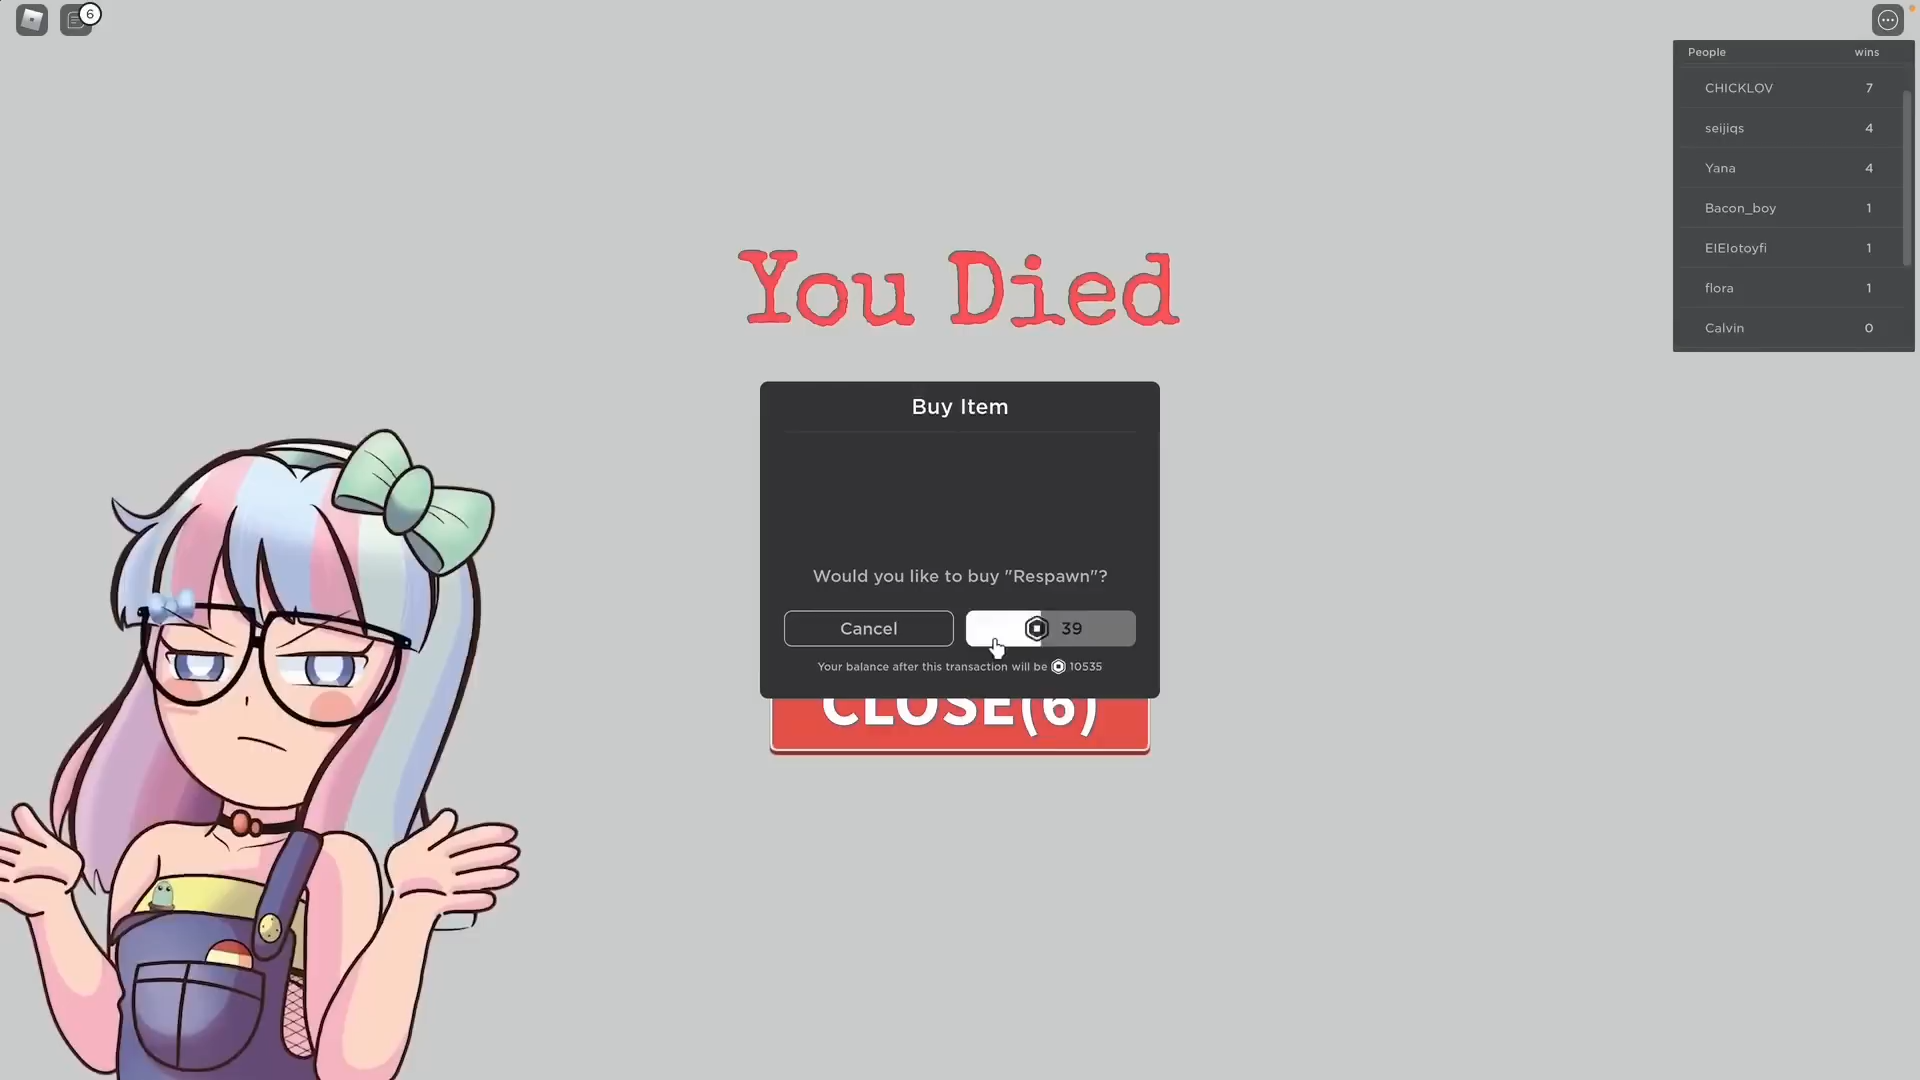 6
People wins
CHICKLOV 7
seijiqs 4
Yana 4
Bacon_boy 1
EIEIotoyfi 1
flora 1
Calvin 0
You Died
Buy Item
Would you like to buy "Respawn"?
Cancel 39
Your balance after this transaction will be 10535
CLOSE(6)